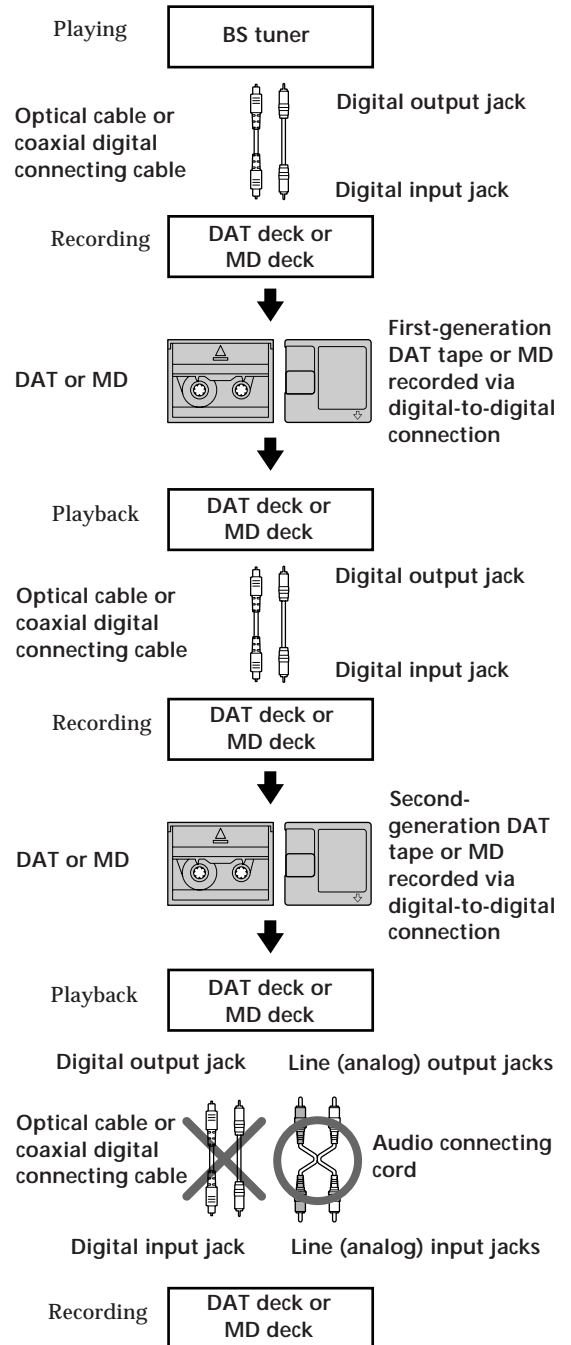 Playing
BS tuner
Optical cable or
coaxial digital
connecting cable
Digital output jack
Digital input jack
Recording
DAT deck or
MD deck
DAT or MD
First-generation
DAT tape or MD
recorded via
digital-to-digital
connection
Playback
DAT deck or
MD deck
Optical cable or
coaxial digital
connecting cable
Digital output jack
Digital input jack
Recording
DAT deck or
MD deck
DAT or MD
Second-
generation DAT
tape or MD
recorded via
digital-to-digital
connection
Playback
DAT deck or
MD deck
Digital output jack
Line (analog) output jacks
Optical cable or
coaxial digital
connecting cable
Audio connecting
cord
Digital input jack
Line (analog) input jacks
Recording
DAT deck or
MD deck